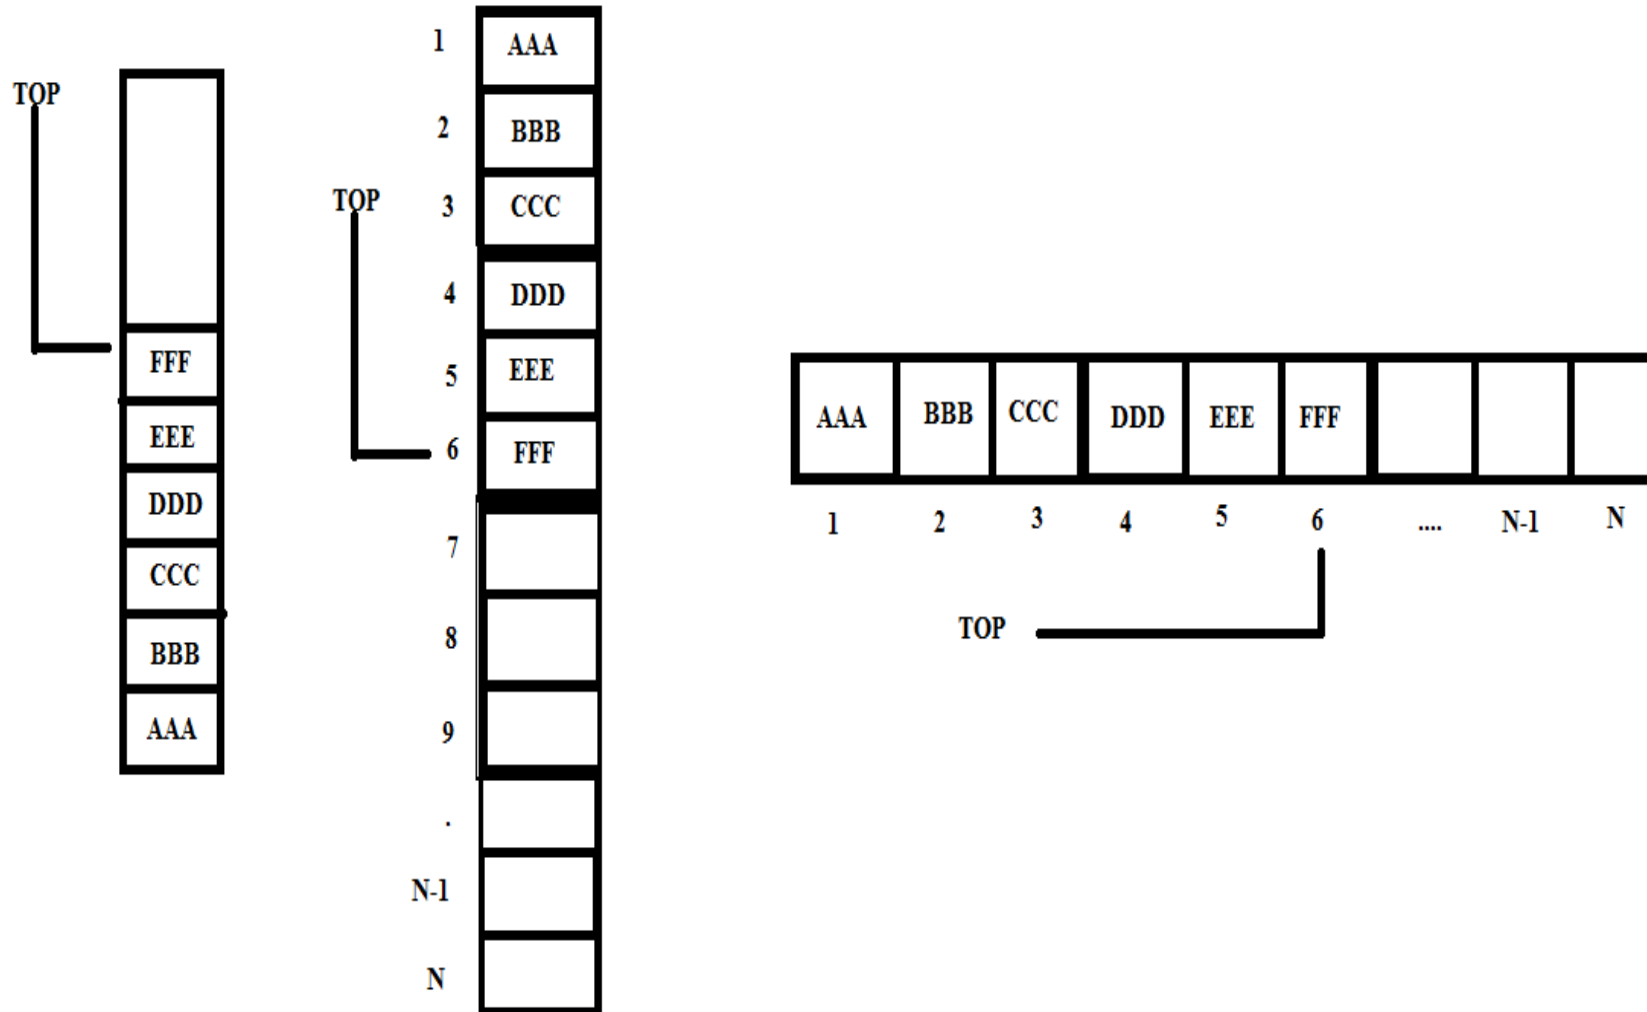 TOP
FFF
EEE
DDD
CCC
BBB
AAA
TOP
1 AAA
2 BBB
3 CCC
4 DDD
5 EEE
6 FFF
7
8
9
.
N-1
N
AAA BBB CCC DDD EEE FFF
1 2 3 4 5 6 .... N-1 N
TOP